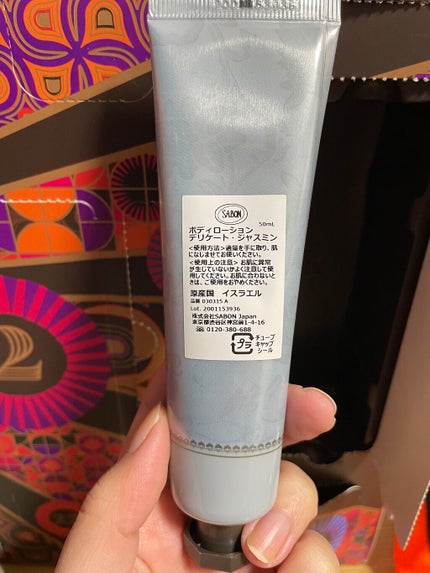 SABON
50mL
ボディローション
デリケート・ジャスミン
<使用方法>適量を手に取り、肌
になじませてお使いください。
<使用上の注意>お肌に異常
が生じていないかよく注意して使
用してください。お肌に合わないと
きは、ご使用をおやめください。
原産国 イスラエル
品番 030315 A
Lot. 2001153936
株式会社SABON Japan
東京都渋谷区神宮前1-4-16
☎ 0120-380-688
プラ
チューブ
キャップ
シール
2